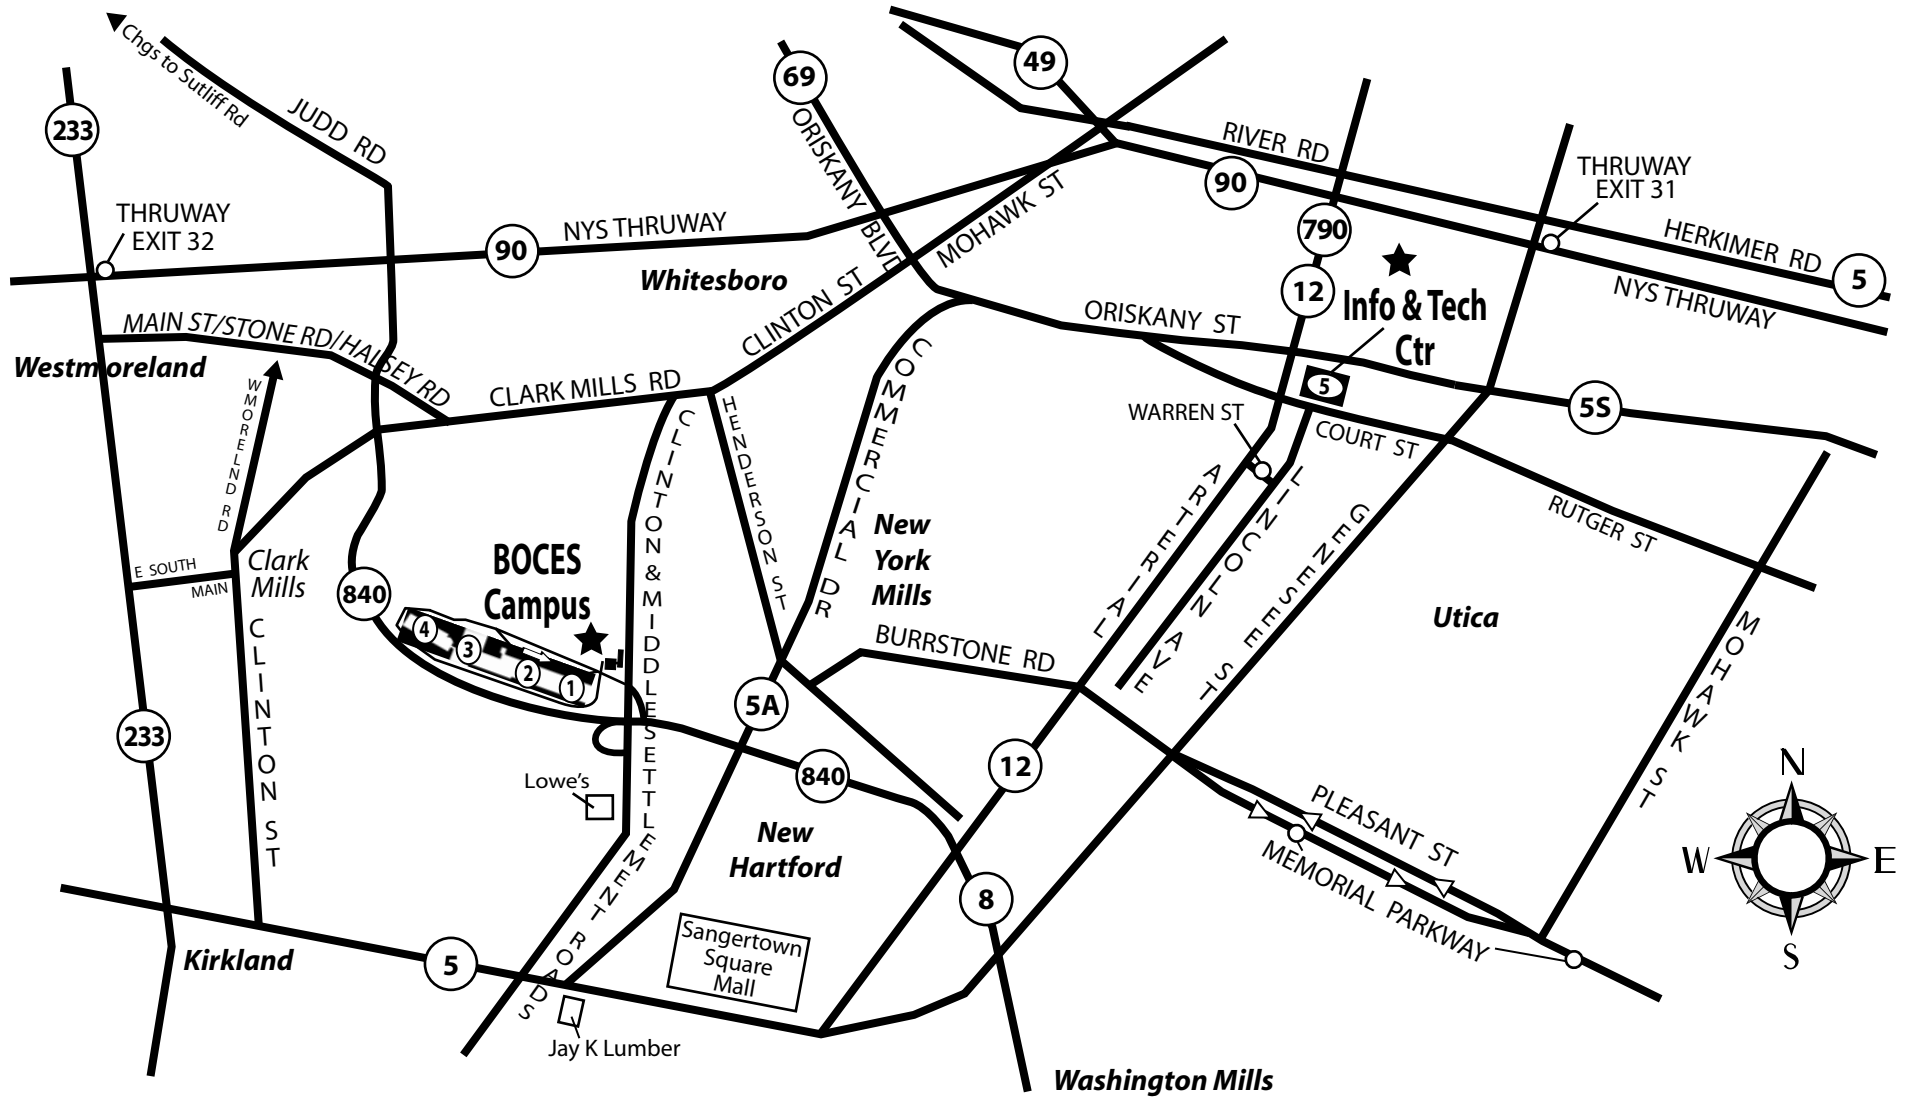 Chgs to Sutliff Rd
JUDD RD
233
THRUWAY
EXIT 32
90
NYS THRUWAY
69
ORISKANY BLVD
49
MOHAWK ST
RIVER RD
90
790
12
THRUWAY
EXIT 31
HERKIMER RD
5
NYS THRUWAY
Whitesboro
CLINTON ST
MAIN ST/STONE RD/HALSEY RD
Westmoreland
WMORELND RD
CLARK MILLS RD
ORISKANY ST
Info & Tech
Ctr
5
5S
WARREN ST
COURT ST
RUTGER ST
HENDERSON ST
COMMERCIAL DR
CLINTON & MIDDLESETTLEMENT ROADS
E SOUTH
MAIN
Clark
Mills
CLINTON ST
840
BOCES
Campus
4
3
2
1
New
York
Mills
BURRSTONE RD
ARTERIAL
LINCOLN AVE
GENESEE ST
Utica
MOHAWK ST
233
5A
840
12
Lowe's
New
Hartford
8
PLEASANT ST
MEMORIAL PARKWAY
N
W
E
S
Kirkland
5
Sangertown
Square
Mall
Jay K Lumber
Washington Mills